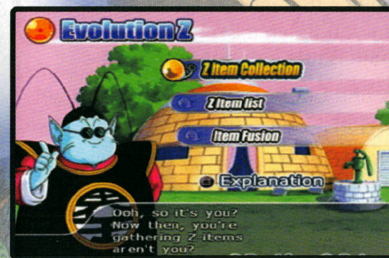 Evolution Z
Z Item Collection
Z Item list
Item Fusion
Explanation
Ooh, so it's you?
Now then, you're
gathering Z-items
aren't you?